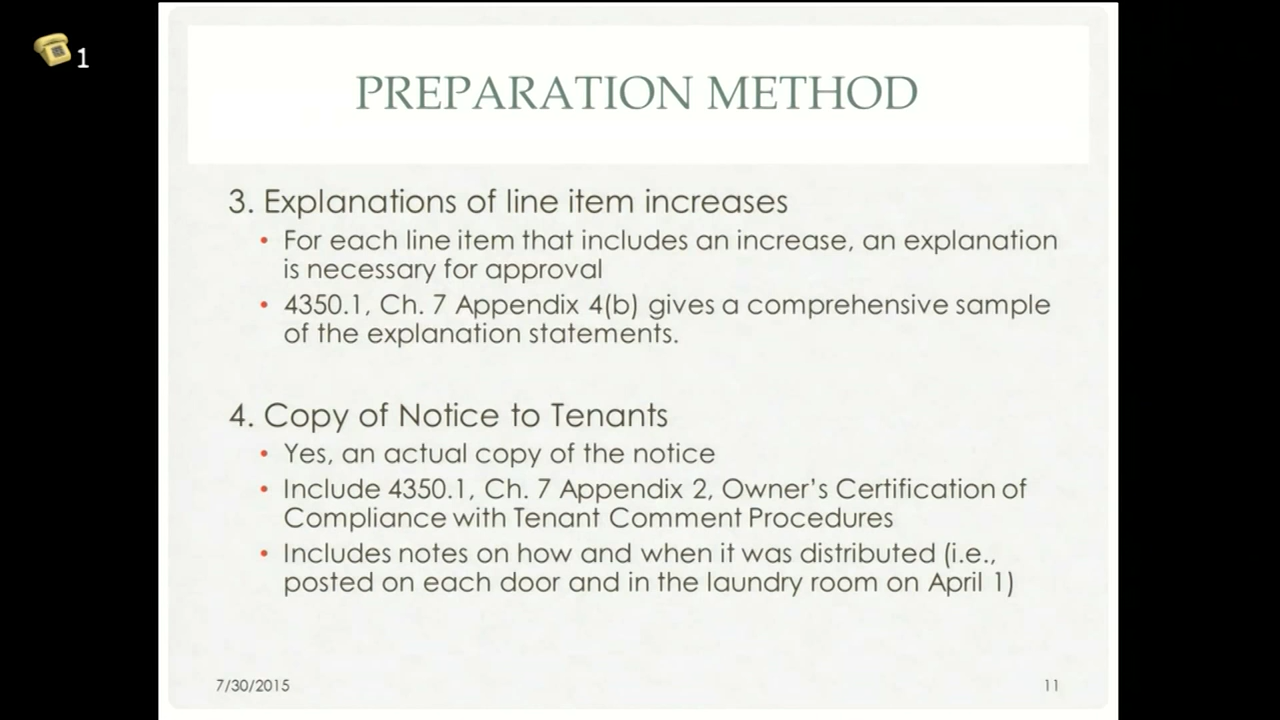 1
PREPARATION METHOD
3. Explanations of line item increases
• For each line item that includes an increase, an explanation
is necessary for approval
• 4350.1, Ch. 7 Appendix 4(b) gives a comprehensive sample
of the explanation statements.
4. Copy of Notice to Tenants
• Yes, an actual copy of the notice
• Include 4350.1, Ch. 7 Appendix 2, Owner's Certification of
Compliance with Tenant Comment Procedures
• Includes notes on how and when it was distributed (i.e.,
posted on each door and in the laundry room on April 1)
7/30/2015
11